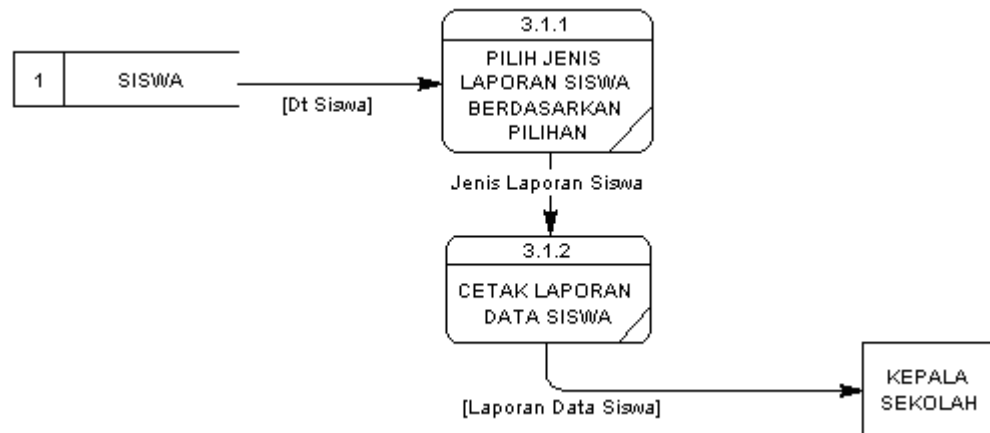 3.1.1
PILIH JENIS
LAPORAN SISWA
BERDASARKAN
PILIHAN
1
SISWA
[Dt Siswa]
Jenis Laporan Siswa
3.1.2
CETAK LAPORAN
DATA SISWA
[Laporan Data Siswa]
KEPALA
SEKOLAH